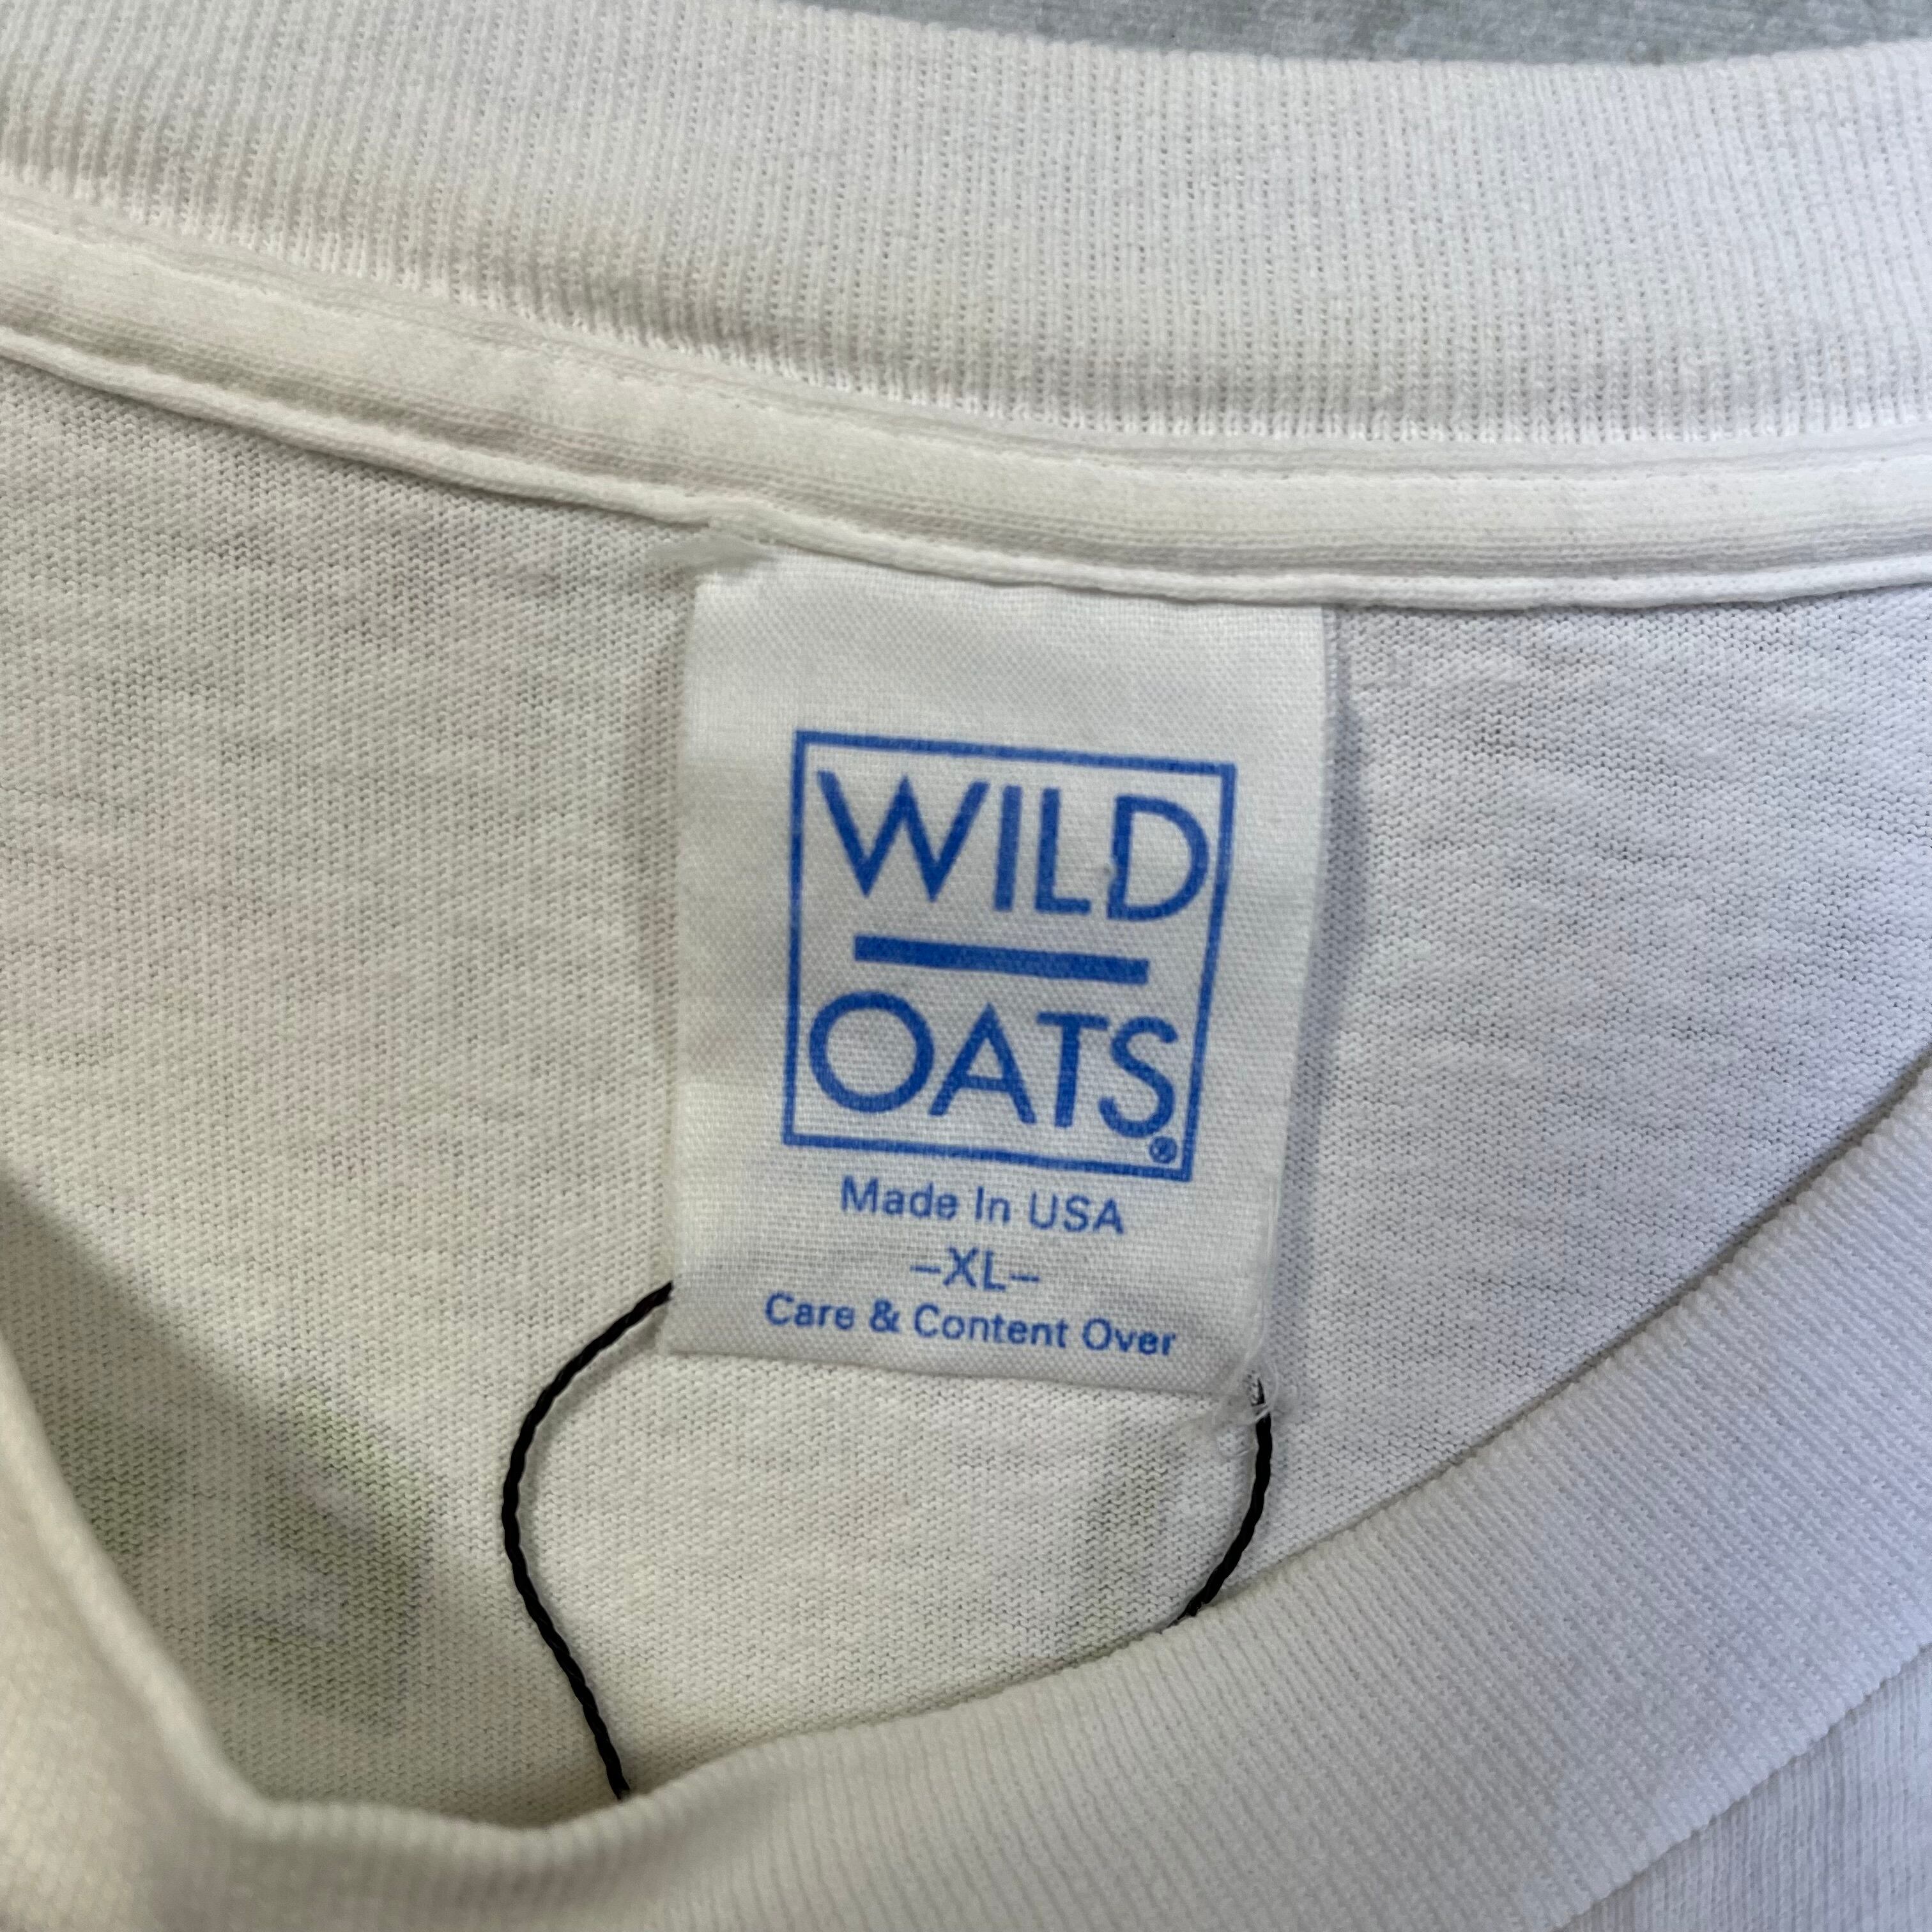 WILD
OATS®
Made In USA
-XL-
Care & Content Over